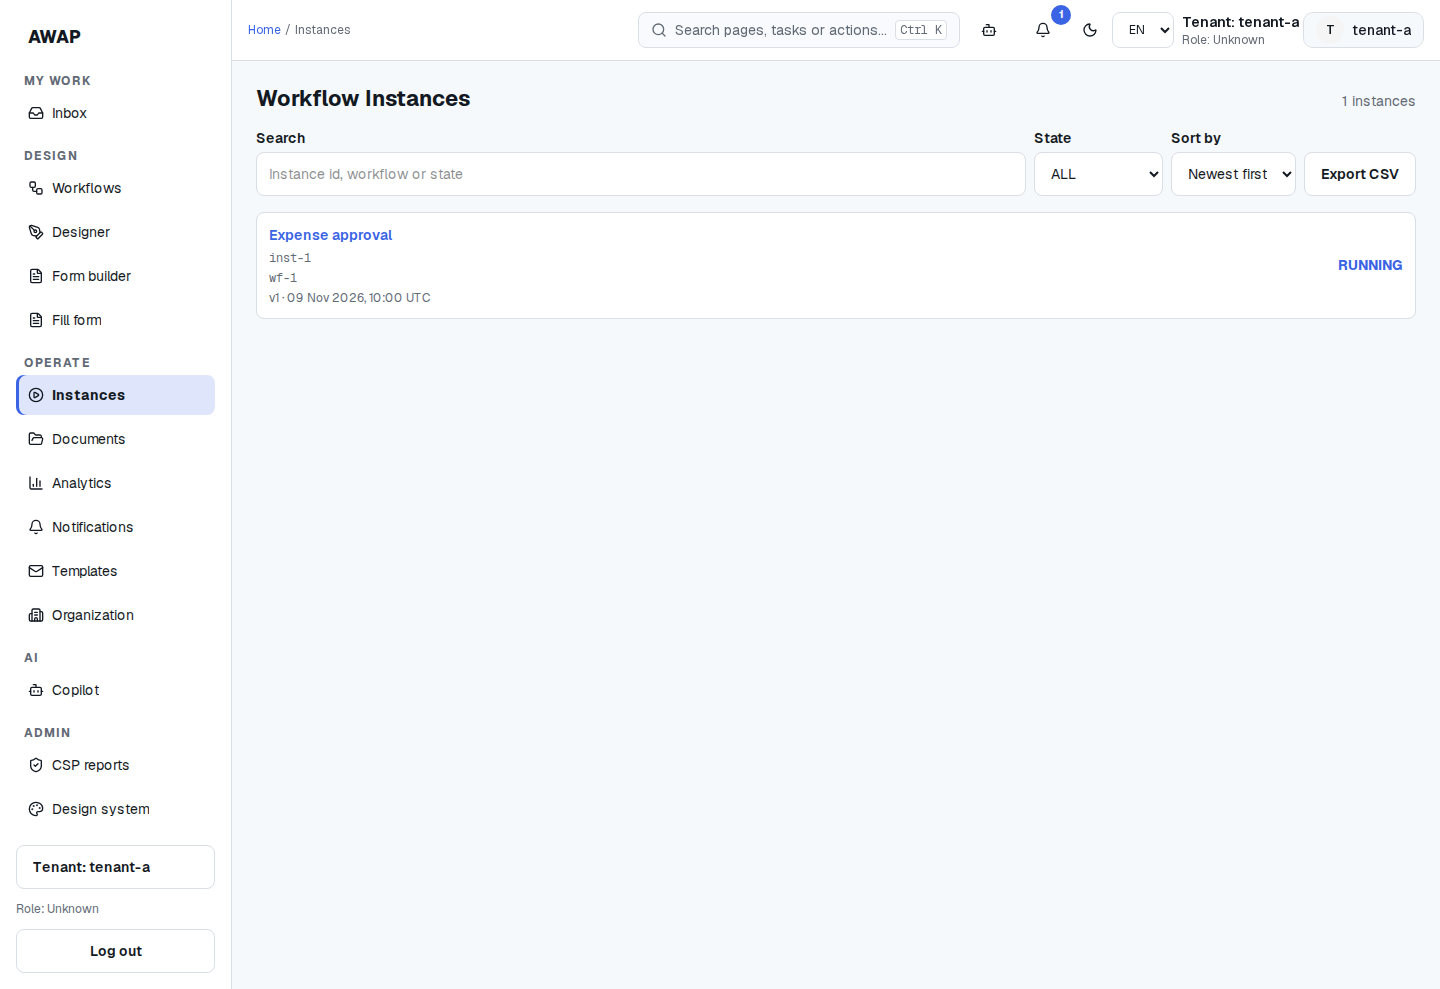 AWAP
MY WORK
Inbox
DESIGN
Workflows
Designer
Form builder
Fill form
OPERATE
Instances
Documents
Analytics
Notifications
Templates
Organization
AI
Copilot
ADMIN
CSP reports
Design system
Tenant: tenant-a
Role: Unknown
Log out
Home / Instances
Search pages, tasks or actions... Ctrl K
1
EN
Tenant: tenant-a
Role: Unknown
T tenant-a
Workflow Instances
1 instances
Search
Instance id, workflow or state
State
ALL
Sort by
Newest first
Export CSV
Expense approval
inst-1
wf-1
v1 · 09 Nov 2026, 10:00 UTC
RUNNING